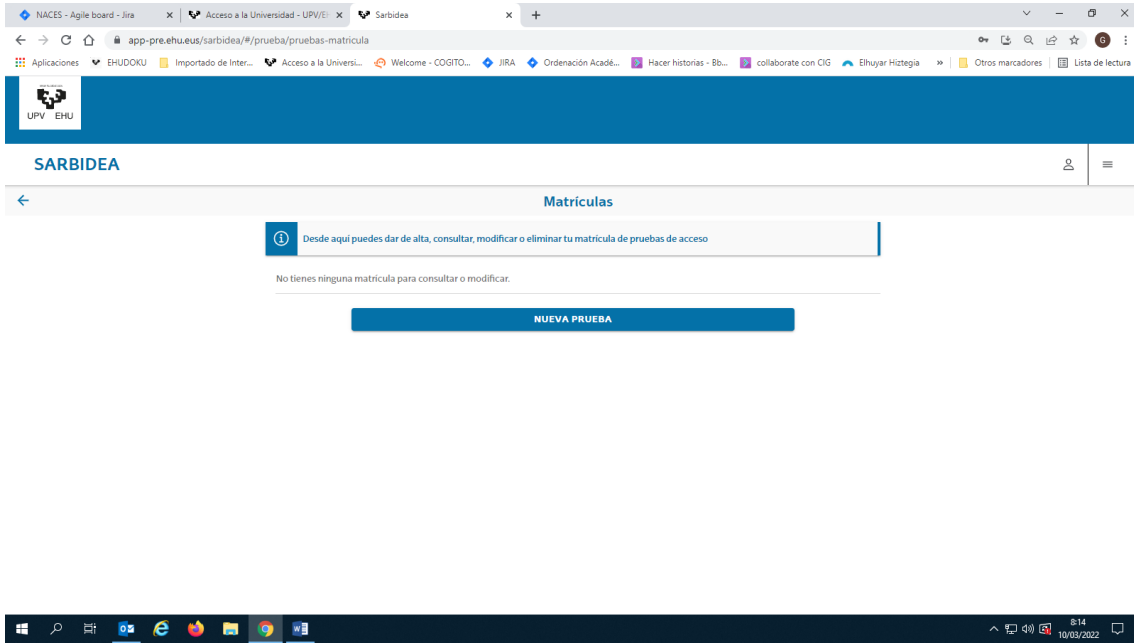 NACES - Agile board - Jira
Acceso a la Universidad - UPV/EH
Sarbidea
app-pre.ehu.eus/sarbidea/#/prueba/pruebas-matricula
G
Aplicaciones
EHUDOKU
Importado de Inter...
Acceso a la Universi...
Welcome - COGITO...
JIRA
Ordenación Acadé...
Hacer historias - Bb...
collaborate con CIG
Elhuyar Hiztegia
»
Otros marcadores
Lista de lectura
UPV EHU
SARBIDEA
Matrículas
Desde aqui puedes dar de alta, consultar, modificar o eliminar tu matrícula de pruebas de acceso
No tienes ninguna matrícula para consultar o modificar.
NUEVA PRUEBA
8:14
10/03/2022